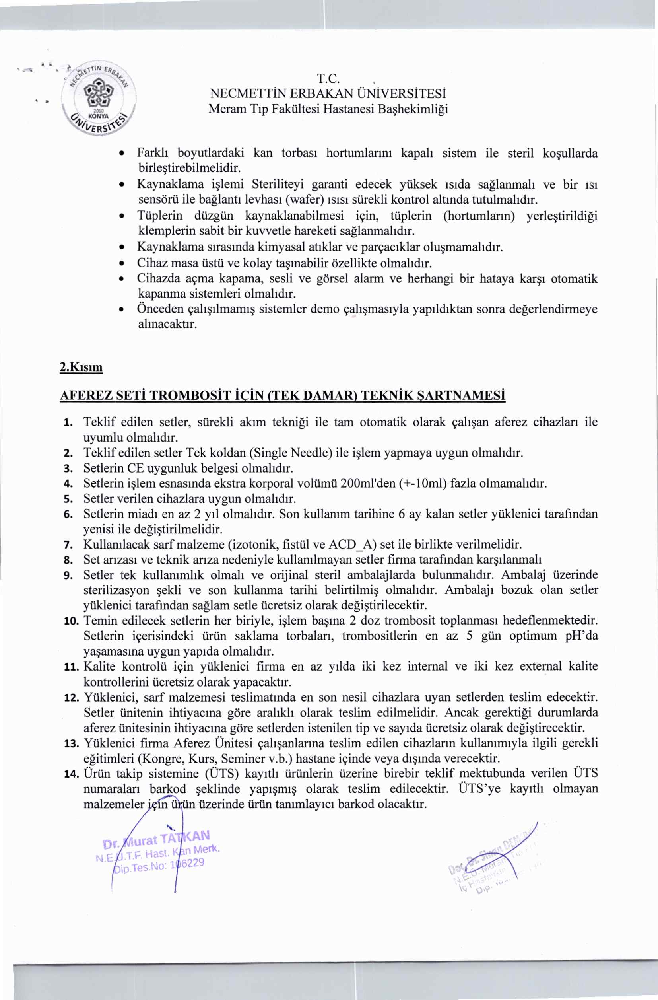 NECMETTİN ERBAKAN
2010
KONYA
ÜNİVERSİTESİ
T.C.
NECMETTİN ERBAKAN ÜNİVERSİTESİ
Meram Tıp Fakültesi Hastanesi Başhekimliği
• Farklı boyutlardaki kan torbası hortumlarını kapalı sistem ile steril koşullarda
birleştirebilmelidir.
• Kaynaklama işlemi Steriliteyi garanti edecek yüksek ısıda sağlanmalı ve bir ısı
sensörü ile bağlantı levhası (wafer) ısısı sürekli kontrol altında tutulmalıdır.
• Tüplerin düzgün kaynaklanabilmesi için, tüplerin (hortumların) yerleştirildiği
klemplerin sabit bir kuvvetle hareketi sağlanmalıdır.
• Kaynaklama sırasında kimyasal atıklar ve parçacıklar oluşmamalıdır.
• Cihaz masa üstü ve kolay taşınabilir özellikte olmalıdır.
• Cihazda açma kapama, sesli ve görsel alarm ve herhangi bir hataya karşı otomatik
kapanma sistemleri olmalıdır.
• Önceden çalışılmamış sistemler demo çalışmasıyla yapıldıktan sonra değerlendirmeye
alınacaktır.
2.Kısım
AFEREZ SETİ TROMBOSİT İÇİN (TEK DAMAR) TEKNİK ŞARTNAMESİ
1. Teklif edilen setler, sürekli akım tekniği ile tam otomatik olarak çalışan aferez cihazları ile
uyumlu olmalıdır.
2. Teklif edilen setler Tek koldan (Single Needle) ile işlem yapmaya uygun olmalıdır.
3. Setlerin CE uygunluk belgesi olmalıdır.
4. Setlerin işlem esnasında ekstra korporal volümü 200ml'den (+-10ml) fazla olmamalıdır.
5. Setler verilen cihazlara uygun olmalıdır.
6. Setlerin miadı en az 2 yıl olmalıdır. Son kullanım tarihine 6 ay kalan setler yüklenici tarafından
yenisi ile değiştirilmelidir.
7. Kullanılacak sarf malzeme (izotonik, fistül ve ACD_A) set ile birlikte verilmelidir.
8. Set arızası ve teknik arıza nedeniyle kullanılmayan setler firma tarafından karşılanmalı
9. Setler tek kullanımlık olmalı ve orijinal steril ambalajlarda bulunmalıdır. Ambalaj üzerinde
sterilizasyon şekli ve son kullanma tarihi belirtilmiş olmalıdır. Ambalajı bozuk olan setler
yüklenici tarafından sağlam setle ücretsiz olarak değiştirilecektir.
10. Temin edilecek setlerin her biriyle, işlem başına 2 doz trombosit toplanması hedeflenmektedir.
Setlerin içerisindeki ürün saklama torbaları, trombositlerin en az 5 gün optimum pH’da
yaşamasına uygun yapıda olmalıdır.
11. Kalite kontrolü için yüklenici firma en az yılda iki kez internal ve iki kez external kalite
kontrollerini ücretsiz olarak yapacaktır.
12. Yüklenici, sarf malzemesi teslimatında en son nesil cihazlara uyan setlerden teslim edecektir.
Setler ünitenin ihtiyacına göre aralıklı olarak teslim edilmelidir. Ancak gerektiği durumlarda
aferez ünitesinin ihtiyacına göre setlerden istenilen tip ve sayıda ücretsiz olarak değiştirecektir.
13. Yüklenici firma Aferez Ünitesi çalışanlarına teslim edilen cihazların kullanımıyla ilgili gerekli
eğitimleri (Kongre, Kurs, Seminer v.b.) hastane içinde veya dışında verecektir.
14. Ürün takip sistemine (ÜTS) kayıtlı ürünlerin üzerine birebir teklif mektubunda verilen ÜTS
numaraları barkod şeklinde yapışmış olarak teslim edilecektir. ÜTS’ye kayıtlı olmayan
malzemeler için ürün üzerinde ürün tanımlayıcı barkod olacaktır.
Dr. Murat TATKAN
N.E.Ü.T.F. Hast. Kan Merk.
Dip.Tes.No: 106229
Doç. Dr. Sinan
N.E.Ü. Meram
İç
Dip.